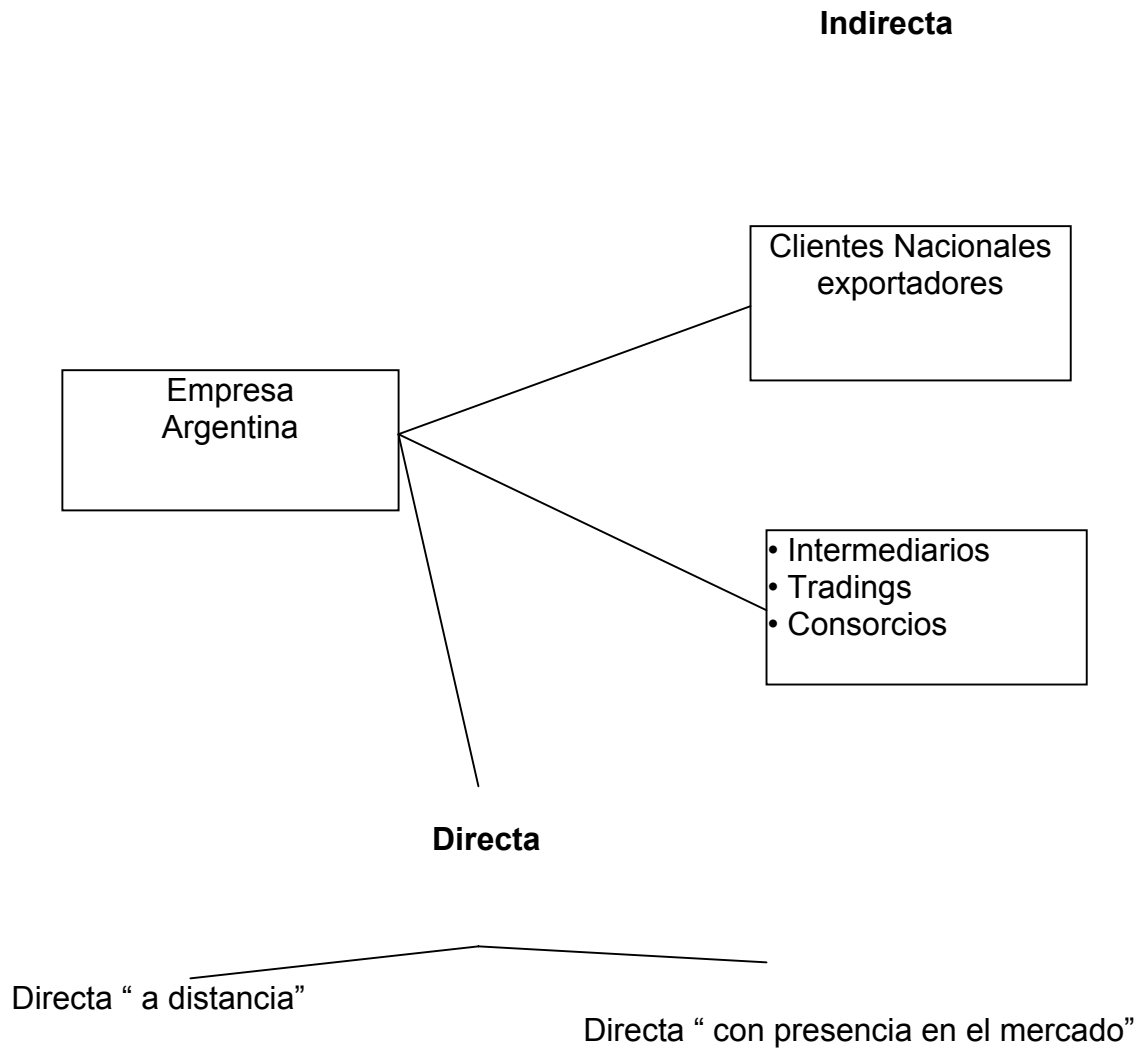 Indirecta
Clientes Nacionales
exportadores
Empresa
Argentina
• Intermediarios
• Tradings
• Consorcios
Directa
Directa “ a distancia”
Directa “ con presencia en el mercado”